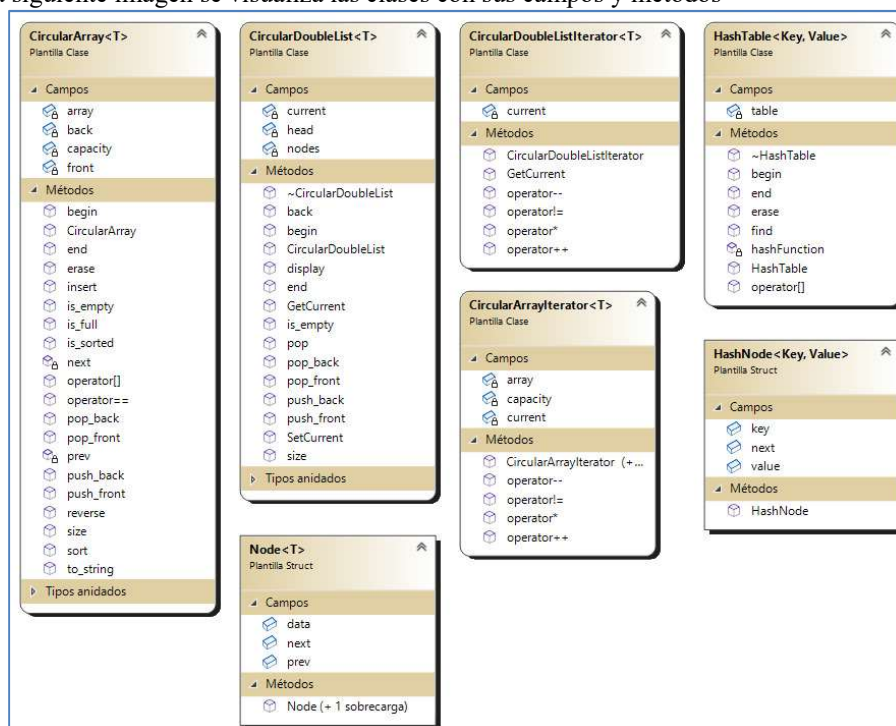 siguiente imagen se visualiza las clases con sus campos y métodos
CircularArray<T>
Plantilla Clase
Campos
array
back
capacity
front
Métodos
begin
CircularArray
end
erase
insert
is_empty
is_full
is_sorted
next
operator[]
operator==
pop_back
pop_front
prev
push_back
push_front
reverse
size
sort
to_string
Tipos anidados
CircularDoubleList<T>
Plantilla Clase
Campos
current
head
nodes
Métodos
~CircularDoubleList
back
begin
CircularDoubleList
display
end
GetCurrent
is_empty
pop
pop_back
pop_front
push_back
push_front
SetCurrent
size
Tipos anidados
Node<T>
Plantilla Struct
Campos
data
next
prev
Métodos
Node (+ 1 sobrecarga)
CircularDoubleListIterator<T>
Plantilla Clase
Campos
current
Métodos
CircularDoubleListIterator
GetCurrent
operator--
operator!=
operator*
operator++
CircularArrayIterator<T>
Plantilla Clase
Campos
array
capacity
current
Métodos
CircularArrayIterator (+...
operator--
operator!=
operator*
operator++
HashTable<Key, Value>
Plantilla Clase
Campos
table
Métodos
~HashTable
begin
end
erase
find
hashFunction
HashTable
operator[]
HashNode<Key, Value>
Plantilla Struct
Campos
key
next
value
Métodos
HashNode